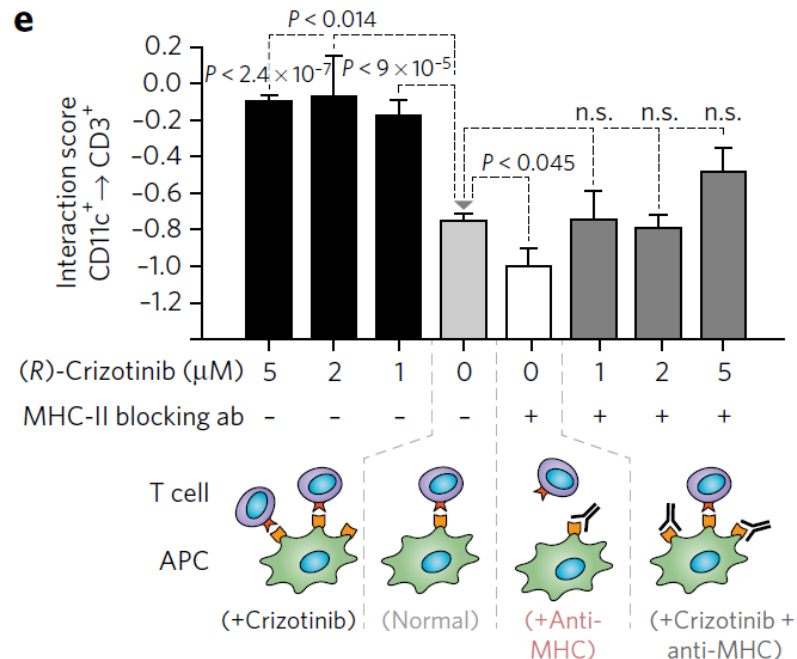 e
P < 0.014
P < 2.4 × 10⁻⁷
P < 9 × 10⁻⁵
n.s. n.s. n.s.
P < 0.045
Interaction score
CD11c⁺ → CD3⁺
0.2
0.0
−0.2
−0.4
−0.6
−0.8
−1.0
−1.2
(R)-Crizotinib (μM) 5 2 1 0 0 1 2 5
MHC-II blocking ab – – – – + + + +
T cell
APC
(+Crizotinib) (Normal) (+Anti- (+Crizotinib +
MHC) anti-MHC)